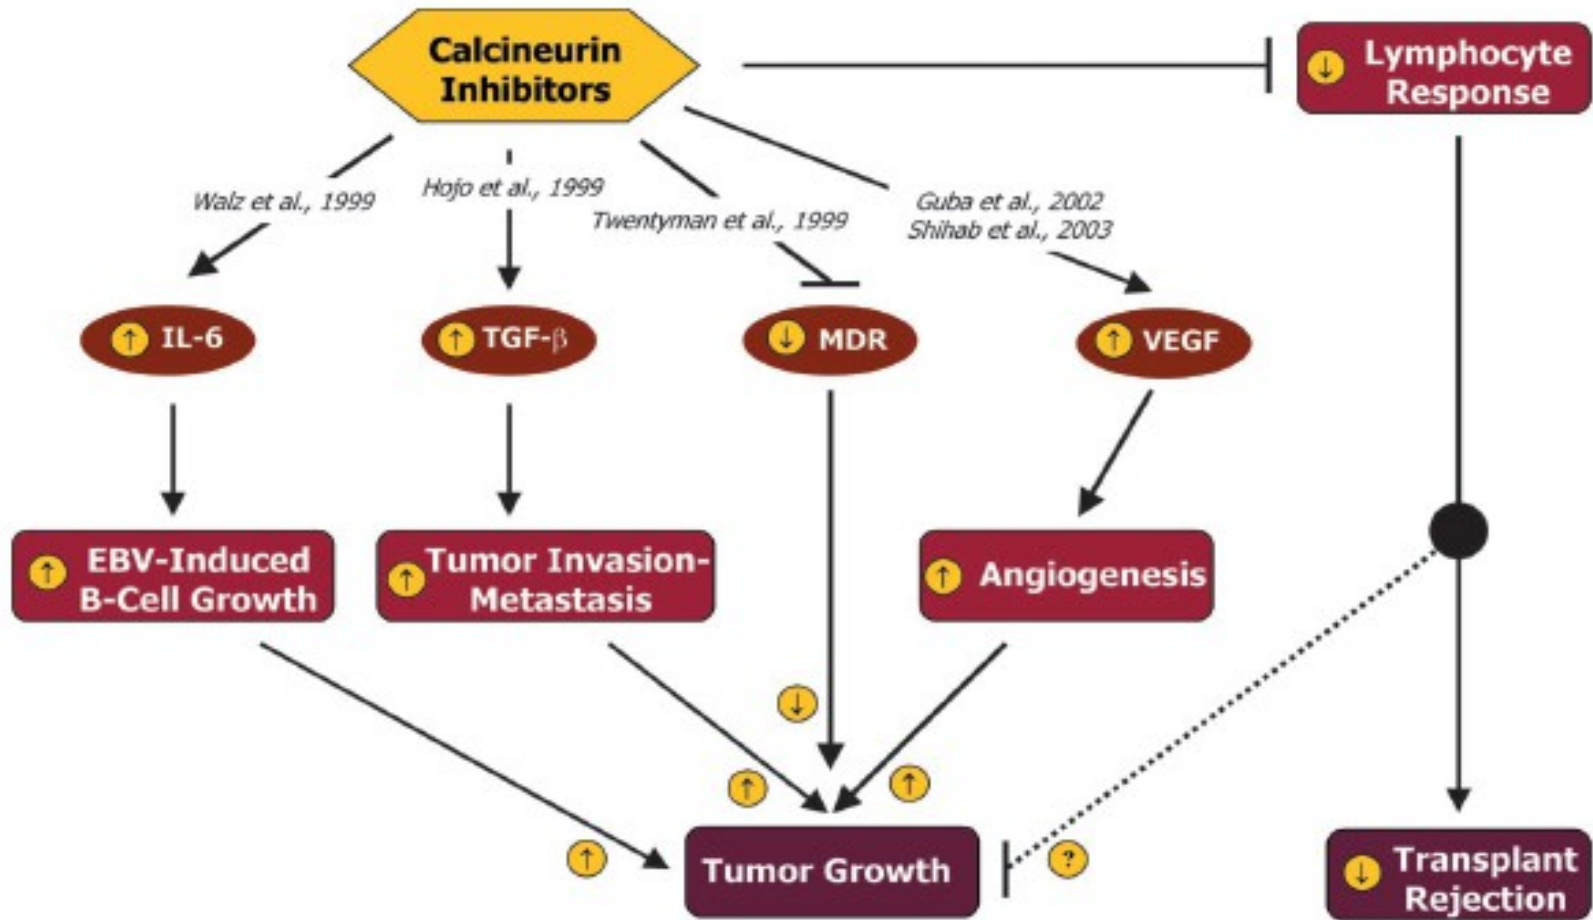 Calcineurin
Inhibitors
↓ Lymphocyte
Response
Walz et al., 1999
Hojo et al., 1999
Twentyman et al., 1999
Guba et al., 2002
Shihab et al., 2003
↑ IL-6
↑ TGF-β
↓ MDR
↑ VEGF
↑ EBV-Induced
B-Cell Growth
↑ Tumor Invasion-
Metastasis
↑ Angiogenesis
↓
↑
↑
↑
?
Tumor Growth
↓ Transplant
Rejection